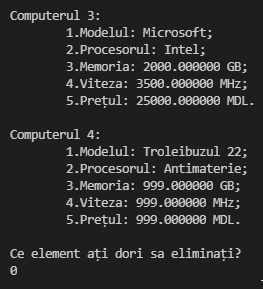 Computerul 3:
1.Modelul: Microsoft;
2.Procesorul: Intel;
3.Memoria: 2000.000000 GB;
4.Viteza: 3500.000000 MHz;
5.Prețul: 25000.000000 MDL.
Computerul 4:
1.Modelul: Troleibuzul 22;
2.Procesorul: Antimaterie;
3.Memoria: 999.000000 GB;
4.Viteza: 999.000000 MHz;
5.Prețul: 999.000000 MDL.
Ce element ați dori sa eliminați?
0